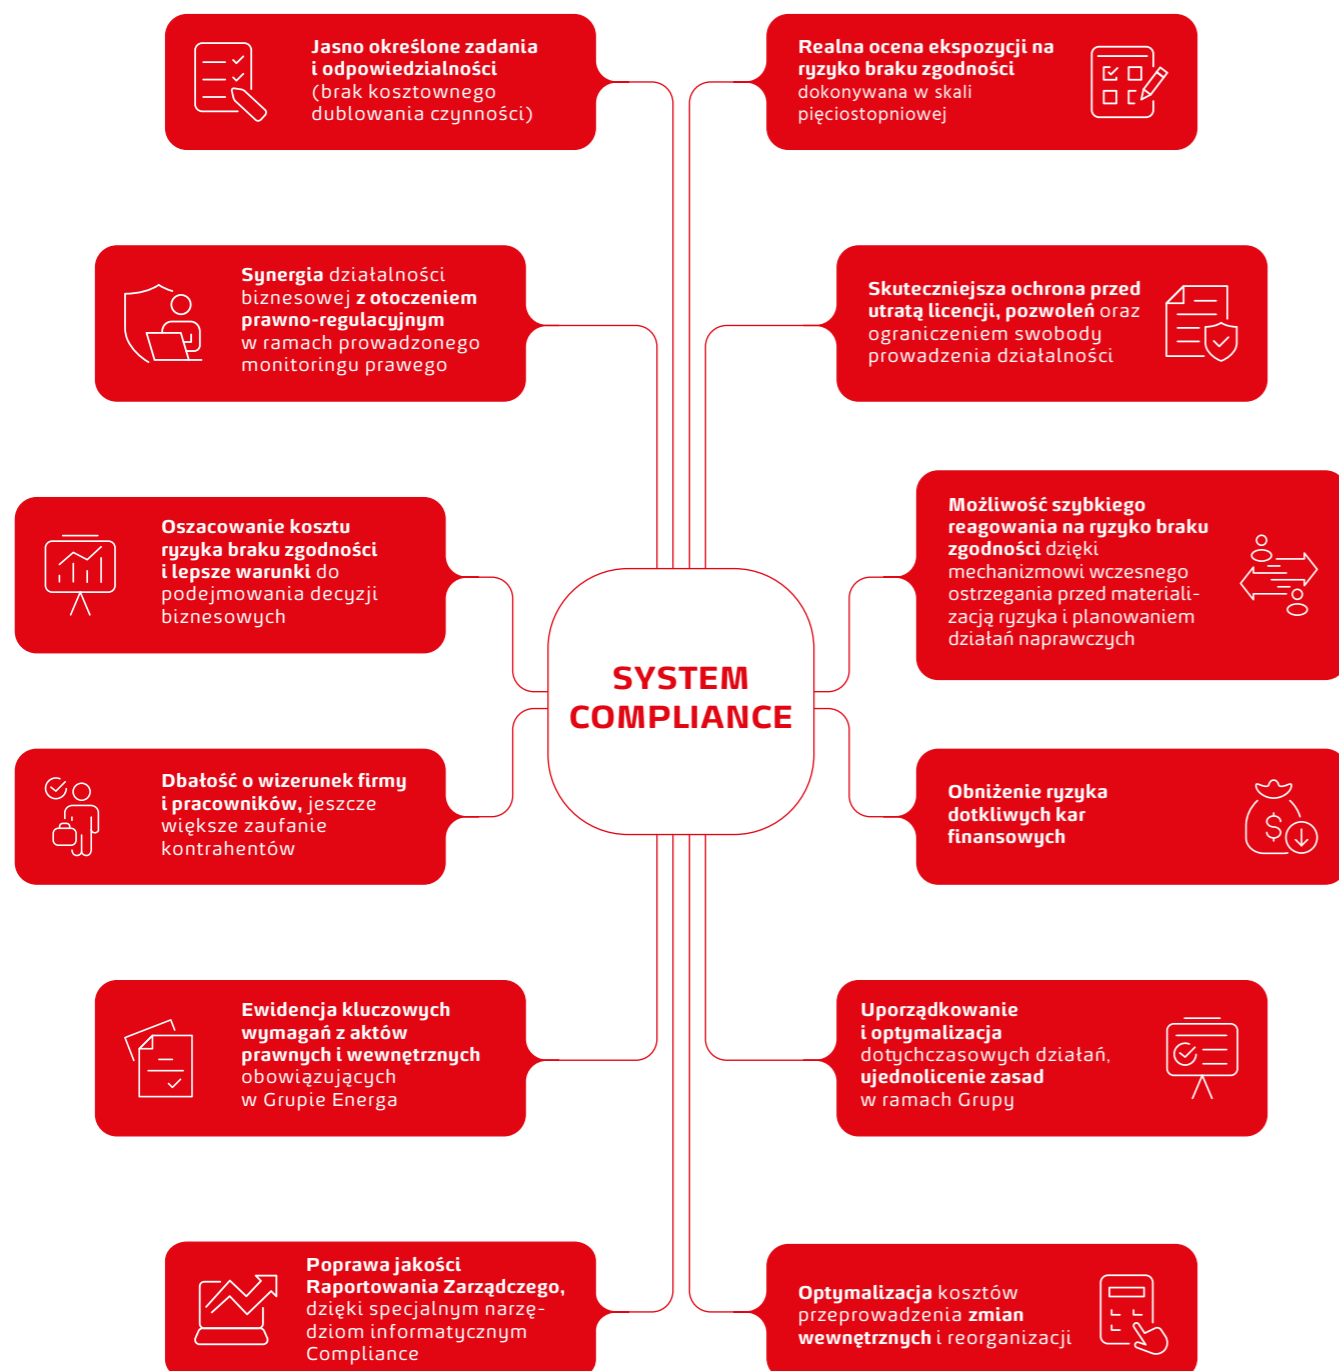 Jasno określone zadania
i odpowiedzialności
(brak kosztownego
dublowania czynności)
Realna ocena ekspozycji na
ryzyko braku zgodności
dokonywana w skali
pięciostopniowej
Synergia działalności
biznesowej z otoczeniem
prawno-regulacyjnym
w ramach prowadzonego
monitoringu prawego
Skuteczniejsza ochrona przed
utratą licencji, pozwoleń oraz
ograniczeniem swobody
prowadzenia działalności
Oszacowanie kosztu
ryzyka braku zgodności
i lepsze warunki do
podejmowania decyzji
biznesowych
Możliwość szybkiego
reagowania na ryzyko braku
zgodności dzięki
mechanizmowi wczesnego
ostrzegania przed materiali-
zacją ryzyka i planowaniem
działań naprawczych
SYSTEM
COMPLIANCE
Dbałość o wizerunek firmy
i pracowników, jeszcze
większe zaufanie
kontrahentów
Obniżenie ryzyka
dotkliwych kar
finansowych
$
Ewidencja kluczowych
wymagań z aktów
prawnych i wewnętrznych
obowiązujących
w Grupie Energa
Uporządkowanie
i optymalizacja
dotychczasowych działań,
ujednolicenie zasad
w ramach Grupy
Poprawa jakości
Raportowania Zarządczego,
dzięki specjalnym narzę-
dziom informatycznym
Compliance
Optymalizacja kosztów
przeprowadzenia zmian
wewnętrznych i reorganizacji